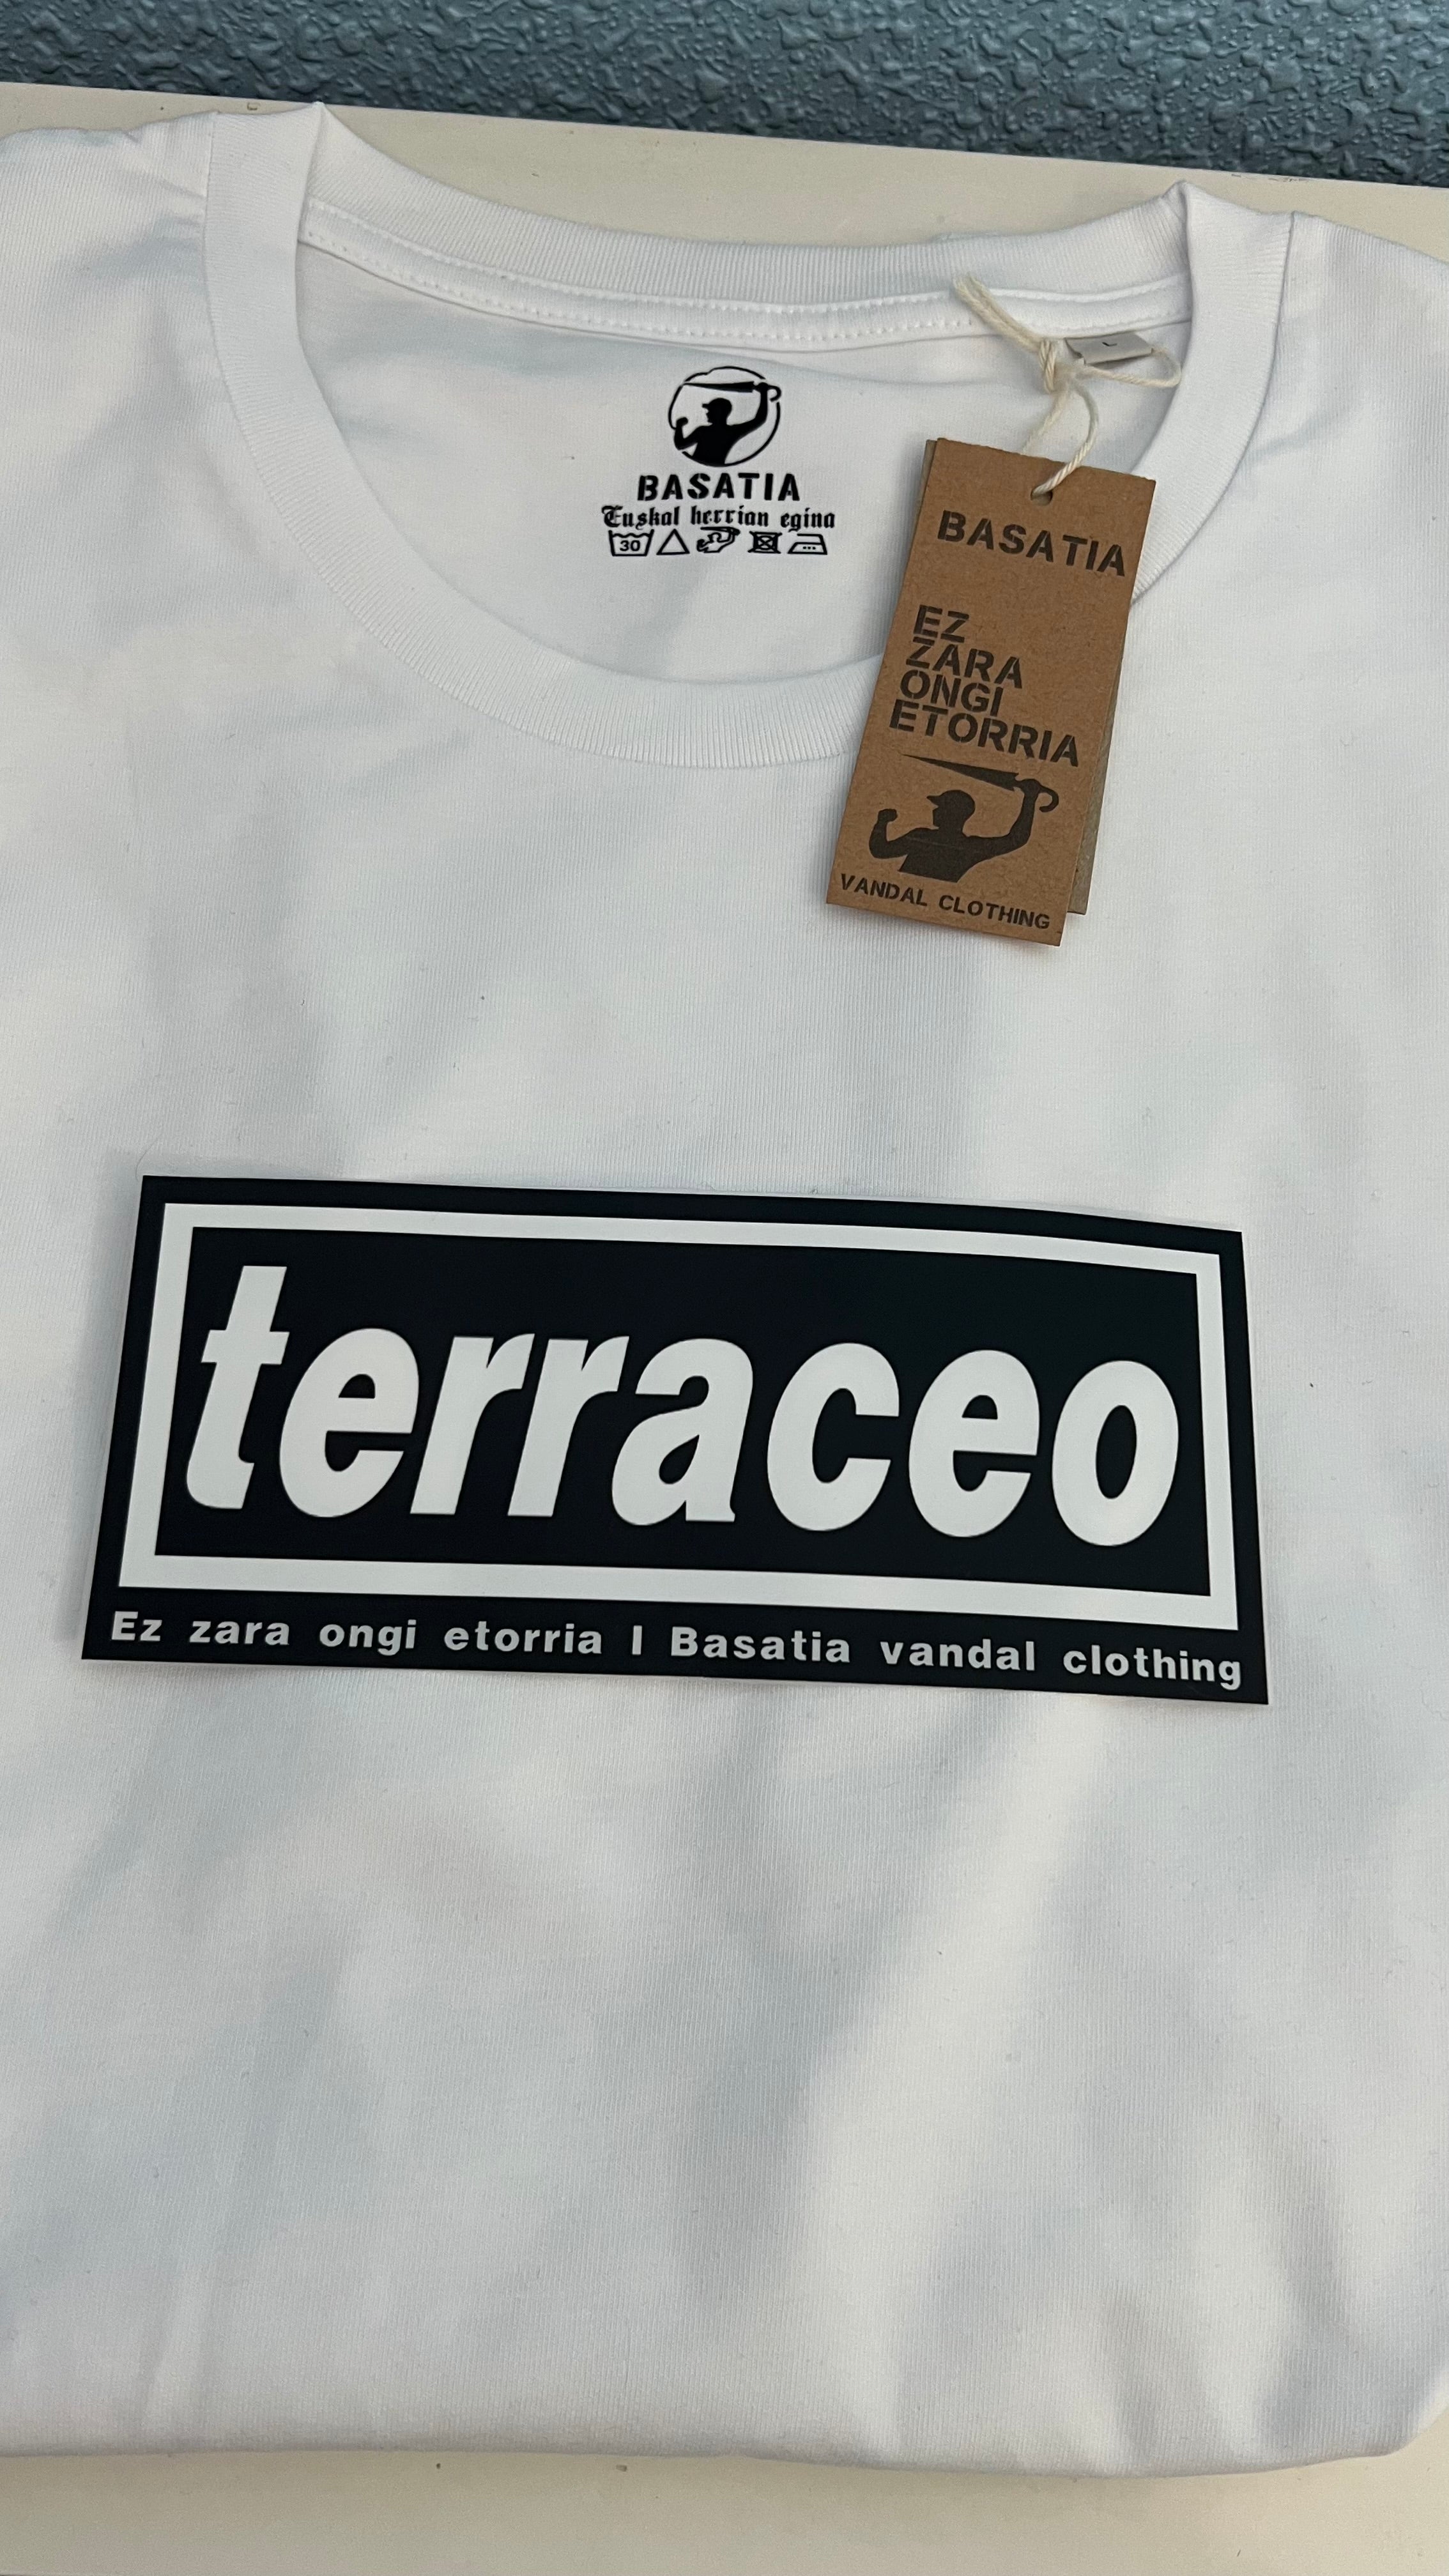 L
BASATIA
Euskal herrian egina
30
BASATIA
EZ
ZARA
ONGI
ETORRIA
VANDAL CLOTHING
terraceo
Ez zara ongi etorria | Basatia vandal clothing